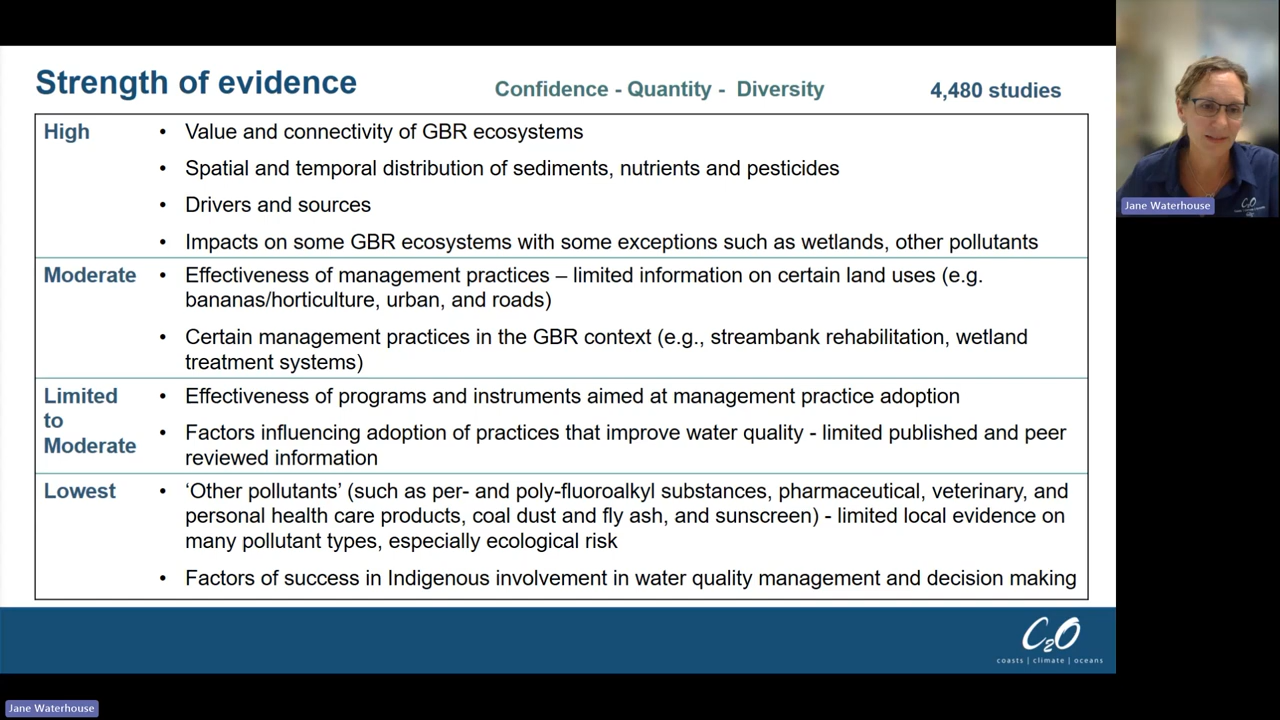 Strength of evidence
Confidence - Quantity - Diversity
4,480 studies
High
• Value and connectivity of GBR ecosystems
• Spatial and temporal distribution of sediments, nutrients and pesticides
• Drivers and sources
• Impacts on some GBR ecosystems with some exceptions such as wetlands, other pollutants
Moderate
• Effectiveness of management practices – limited information on certain land uses (e.g.
bananas/horticulture, urban, and roads)
• Certain management practices in the GBR context (e.g., streambank rehabilitation, wetland
treatment systems)
Limited
to
Moderate
• Effectiveness of programs and instruments aimed at management practice adoption
• Factors influencing adoption of practices that improve water quality - limited published and peer
reviewed information
Lowest
• ‘Other pollutants’ (such as per- and poly-fluoroalkyl substances, pharmaceutical, veterinary, and
personal health care products, coal dust and fly ash, and sunscreen) - limited local evidence on
many pollutant types, especially ecological risk
• Factors of success in Indigenous involvement in water quality management and decision making
C2O
coasts | climate | oceans
C2O
Jane Waterhouse
Jane Waterhouse